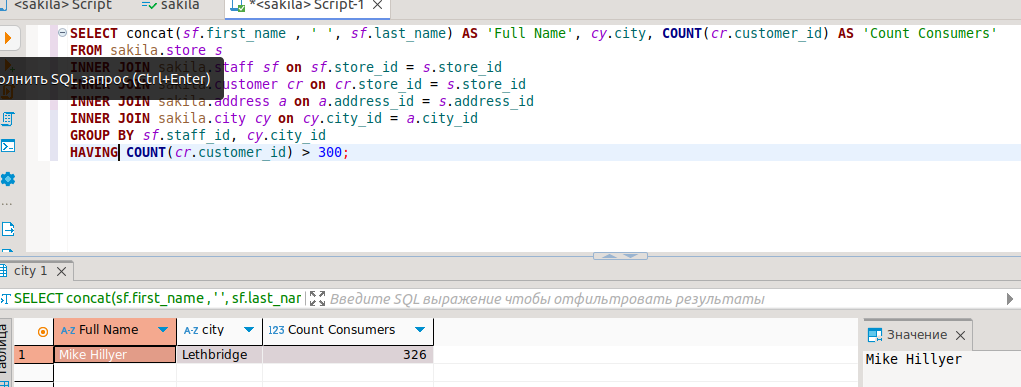 <sakila> Script
sakila
*<sakila> Script-1
SELECT concat(sf.first_name , ' ', sf.last_name) AS 'Full Name', cy.city, COUNT(cr.customer_id) AS 'Count Consumers'
FROM sakila.store s
INNER JOIN sakila.staff sf on sf.store_id = s.store_id
олнить SQL запрос (Ctrl+Enter)
sakila.customer cr on cr.store_id = s.store_id
INNER JOIN sakila.address a on a.address_id = s.address_id
INNER JOIN sakila.city cy on cy.city_id = a.city_id
GROUP BY sf.staff_id, cy.city_id
HAVING COUNT(cr.customer_id) > 300;
city 1
SELECT concat(sf.first_name , ' ', sf.last_nar
Введите SQL выражение чтобы отфильтровать результаты
A-Z Full Name
A-Z city
123 Count Consumers
Значение
1 Mike Hillyer Lethbridge 326
Mike Hillyer